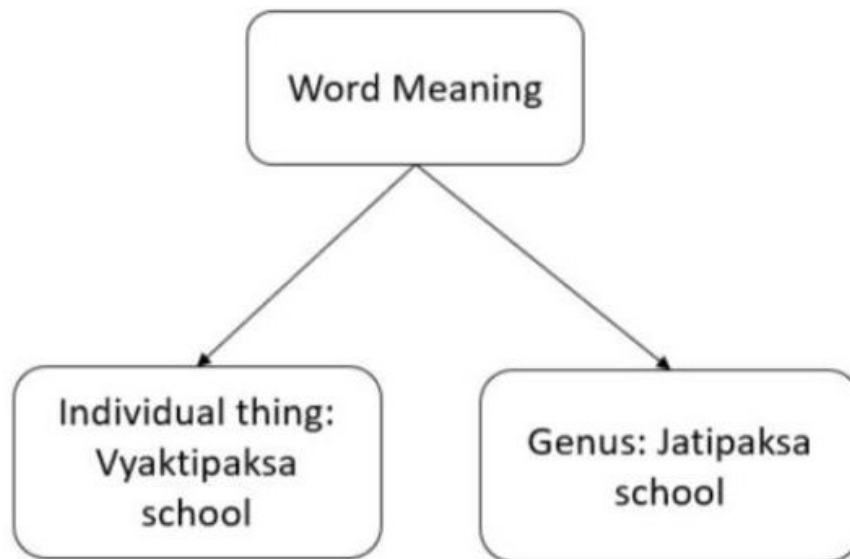 Word Meaning
Individual thing:
Vyaktipaksa
school
Genus: Jatipaksa
school